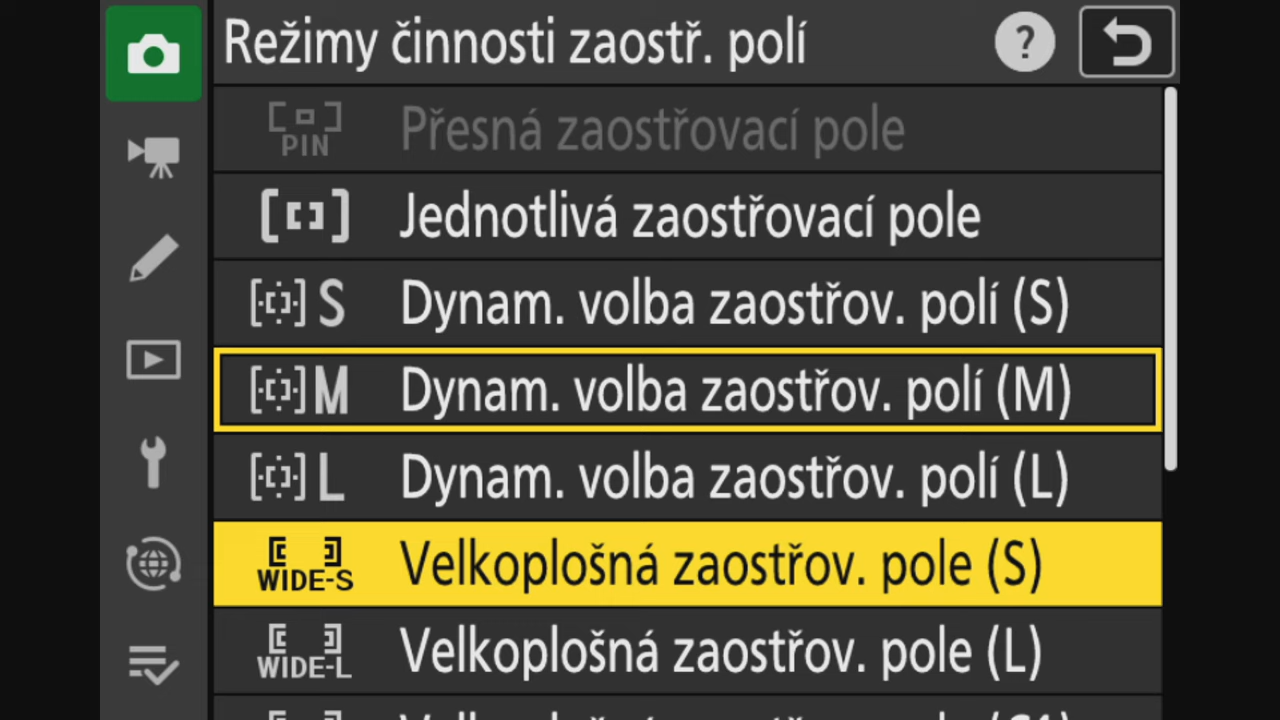 Režimy činnosti zaostř. polí
?
PIN Přesná zaostřovací pole
Jednotlivá zaostřovací pole
S Dynam. volba zaostřov. polí (S)
M Dynam. volba zaostřov. polí (M)
L Dynam. volba zaostřov. polí (L)
WIDE-S Velkoplošná zaostřov. pole (S)
WIDE-L Velkoplošná zaostřov. pole (L)